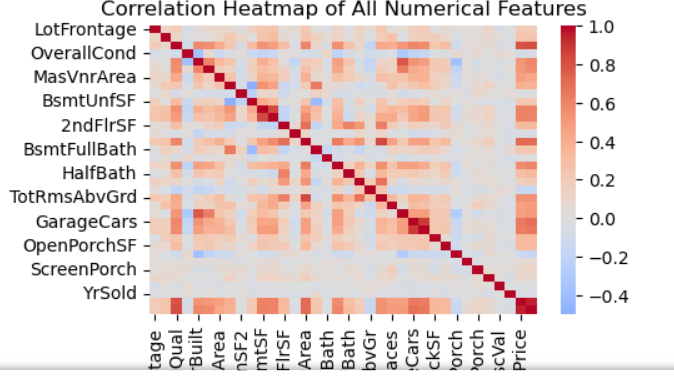 Correlation Heatmap of All Numerical Features
LotFrontage
OverallCond
MasVnrArea
BsmtUnfSF
2ndFlrSF
BsmtFullBath
HalfBath
TotRmsAbvGrd
GarageCars
OpenPorchSF
ScreenPorch
YrSold
1.0
0.8
0.6
0.4
0.2
0.0
−0.2
−0.4
tage
Qual
rBuilt
Area
nSF2
mtSF
FlrSF
Area
Bath
Bath
bvGr
aces
eCars
ckSF
Porch
Porch
scVal
Price